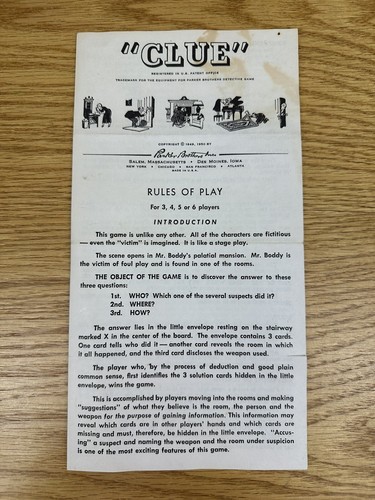 "CLUE"
REGISTERED IN U.S. PATENT OFFICE
TRADEMARK FOR THE EQUIPMENT FOR PARKER BROTHERS DETECTIVE GAME
COPYRIGHT © 1949, 1950 BY
Parker Brothers Inc
SALEM, MASSACHUSETTS • DES MOINES, IOWA
NEW YORK • CHICAGO • SAN FRANCISCO • ATLANTA
MADE IN U.S.A.
RULES OF PLAY
For 3, 4, 5 or 6 players
INTRODUCTION
This game is unlike any other. All of the characters are fictitious
— even the "victim" is imagined. It is like a stage play.
The scene opens in Mr. Boddy's palatial mansion. Mr. Boddy is
the victim of foul play and is found in one of the rooms.
THE OBJECT OF THE GAME is to discover the answer to these
three questions:
1st. WHO? Which one of the several suspects did it?
2nd. WHERE?
3rd. HOW?
The answer lies in the little envelope resting on the stairway
marked X in the center of the board. The envelope contains 3 cards.
One card tells who did it — another card reveals the room in which
it all happened, and the third card discloses the weapon used.
The player who, by the process of deduction and good plain
common sense, first identifies the 3 solution cards hidden in the little
envelope, wins the game.
This is accomplished by players moving into the rooms and making
"suggestions" of what they believe is the room, the person and the
weapon for the purpose of gaining information. This information may
reveal which cards are in other players' hands and which cards are
missing and must, therefore, be hidden in the little envelope. "Accus-
ing" a suspect and naming the weapon and the room under suspicion
is one of the most exciting features of this game.